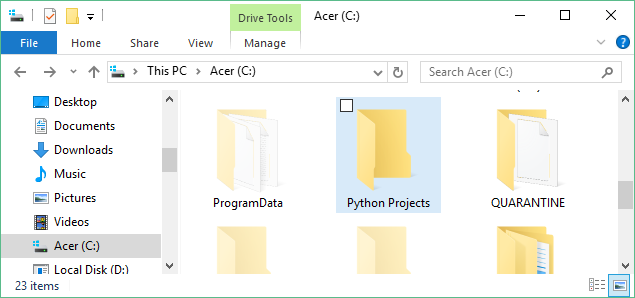 Drive Tools
Acer (C:)
File
Home
Share
View
Manage
This PC
Acer (C:)
Search Acer (C:)
Desktop
Documents
Downloads
Music
Pictures
Videos
Acer (C:)
Local Disk (D:)
ProgramData
Python Projects
QUARANTINE
23 items